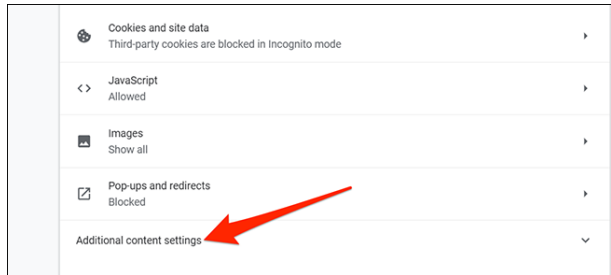 Cookies and site data
Third-party cookies are blocked in Incognito mode
JavaScript
Allowed
Images
Show all
Pop-ups and redirects
Blocked
Additional content settings